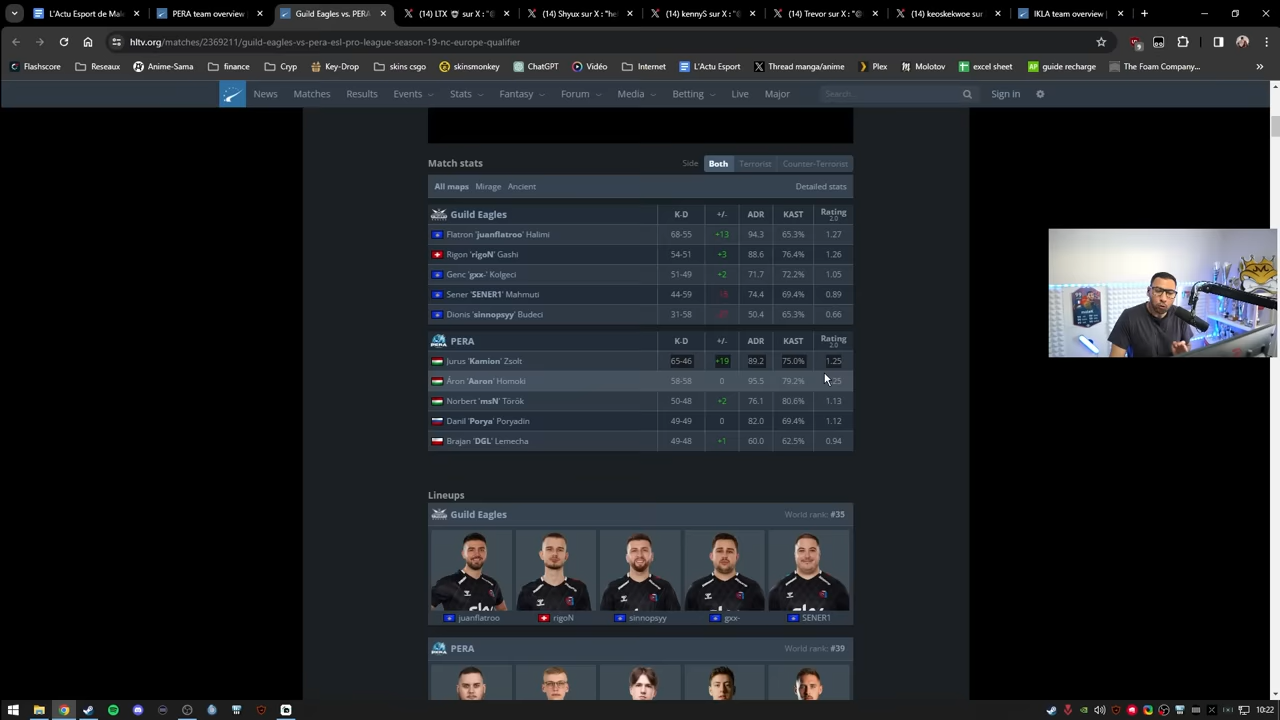 L'Actu Esport de Mak
PERA team overview
Guild Eagles vs. PERA
(14) LTX sur X : "@
(14) Shyux sur X : "he
(14) kennyS sur X : "
(14) Trevor sur X : "@
(14) keoskekwoe sur
IKLA team overview
hltv.org/matches/2369211/guild-eagles-vs-pera-esl-pro-league-season-19-nc-europe-qualifier
Flashscore
Reseaux
Anime-Sama
finance
Cryp
Key-Drop
skins csgo
skinsmonkey
ChatGPT
Vidéo
Internet
L'Actu Esport
Thread manga/anime
Plex
Molotov
excel sheet
guide recharge
The Foam Company...
News Matches Results Events Stats Fantasy Forum Media Betting Live Major Search... Sign in
Match stats
Side Both Terrorist Counter-Terrorist
All maps Mirage Ancient Detailed stats
Guild Eagles K-D +/- ADR KAST Rating 2.0
Flatron 'juanflatroo' Halimi 68-55 +13 94.3 65.3% 1.27
Rigon 'rigoN' Gashi 54-51 +3 88.6 76.4% 1.26
Genc 'gxx-' Kolgeci 51-49 +2 71.7 72.2% 1.05
Sener 'SENER1' Mahmuti 44-59 74.4 69.4% 0.89
Dionis 'sinnopsyy' Budeci 31-58 50.4 65.3% 0.66
PERA K-D +/- ADR KAST Rating 2.0
Jurus 'Kamion' Zsolt 65-46 +19 89.2 75.0% 1.25
Áron 'Aaron' Homoki 58-58 0 95.5 79.2% .25
Norbert 'msN' Török 50-48 +2 76.1 80.6% 1.13
Danil 'Porya' Poryadin 49-49 0 82.0 69.4% 1.12
Brajan 'DGL' Lemecha 49-48 +1 60.0 62.5% 0.94
Lineups
Guild Eagles World rank: #35
juanflatroo rigoN sinnopsyy gxx- SENER1
PERA World rank: #39
10:22